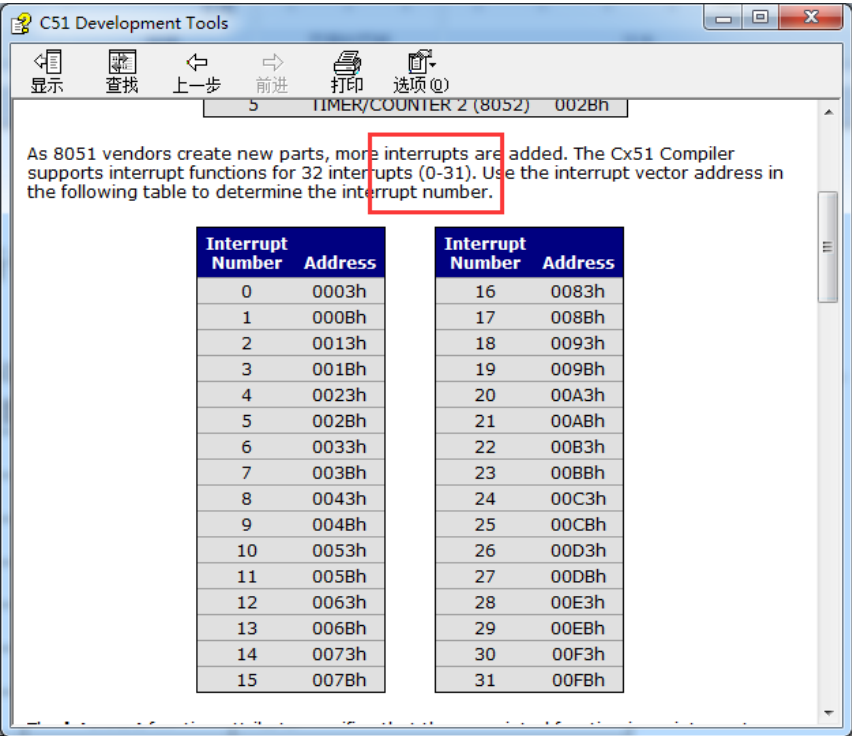 C51 Development Tools
显示 查找 上一步 前进 打印 选项(O)
5 TIMER/COUNTER 2 (8052) 002Bh
As 8051 vendors create new parts, more interrupts are added. The Cx51 Compiler
supports interrupt functions for 32 interrupts (0-31). Use the interrupt vector address in
the following table to determine the interrupt number.
Interrupt
Number Address
0 0003h
1 000Bh
2 0013h
3 001Bh
4 0023h
5 002Bh
6 0033h
7 003Bh
8 0043h
9 004Bh
10 0053h
11 005Bh
12 0063h
13 006Bh
14 0073h
15 007Bh
Interrupt
Number Address
16 0083h
17 008Bh
18 0093h
19 009Bh
20 00A3h
21 00ABh
22 00B3h
23 00BBh
24 00C3h
25 00CBh
26 00D3h
27 00DBh
28 00E3h
29 00EBh
30 00F3h
31 00FBh